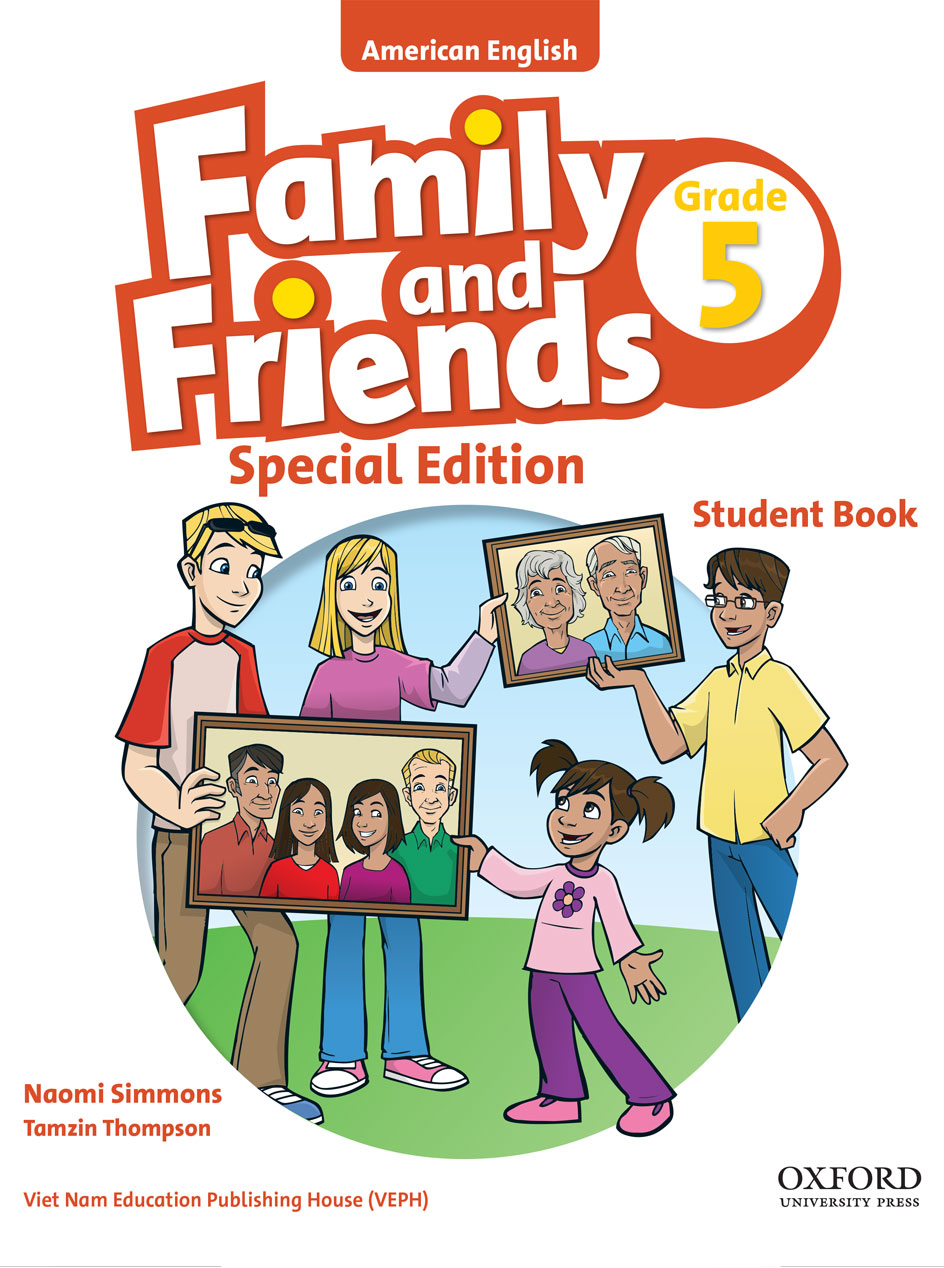 American English
Family
and
Friends
Grade
5
Special Edition
Student Book
Naomi Simmons
Tamzin Thompson
Viet Nam Education Publishing House (VEPH)
OXFORD
UNIVERSITY PRESS